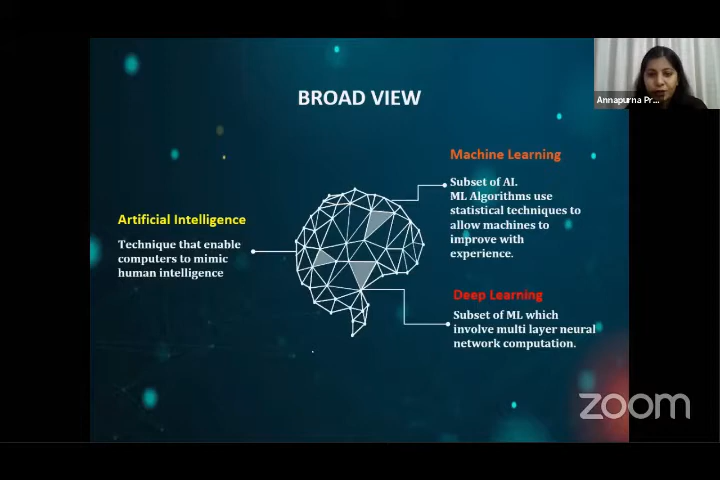 BROAD VIEW
Annapurna Pr...
Artificial Intelligence
Technique that enable
computers to mimic
human intelligence
Machine Learning
Subset of AI.
ML Algorithms use
statistical techniques to
allow machines to
improve with
experience.
Deep Learning
Subset of ML which
involve multi layer neural
network computation.
zoom